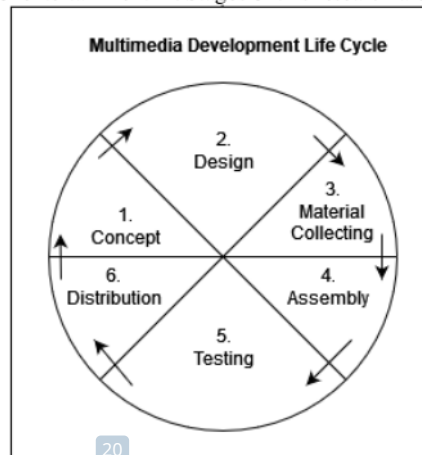 Multimedia Development Life Cycle
2.
Design
3.
Material
Collecting
1.
Concept
6.
Distribution
4.
Assembly
5.
Testing
20